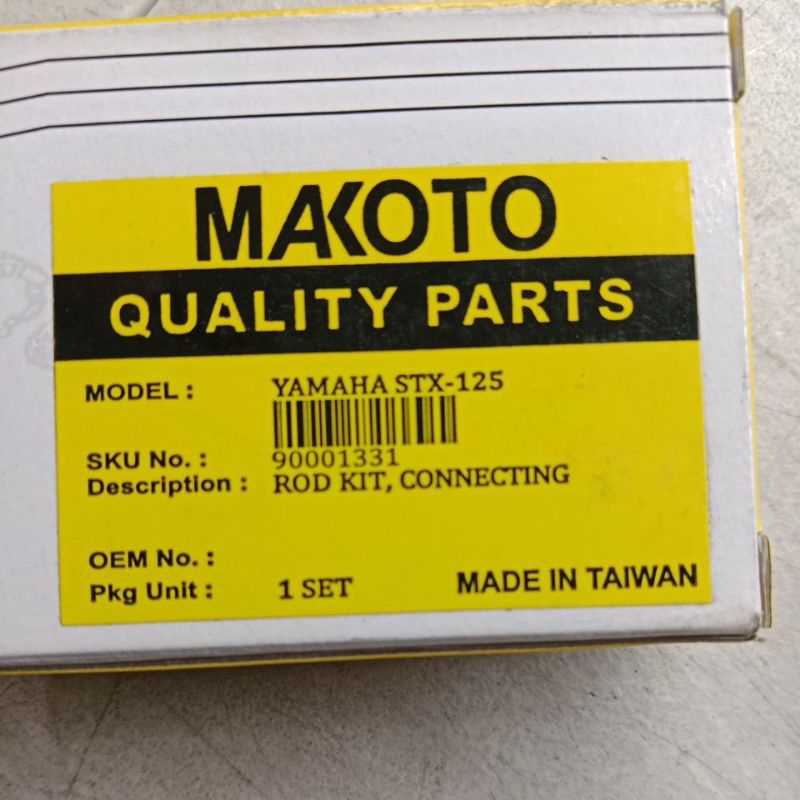 MAKOTO
QUALITY PARTS
MODEL : YAMAHA STX-125
SKU No. : 90001331
Description : ROD KIT, CONNECTING
OEM No. :
Pkg Unit : 1 SET MADE IN TAIWAN